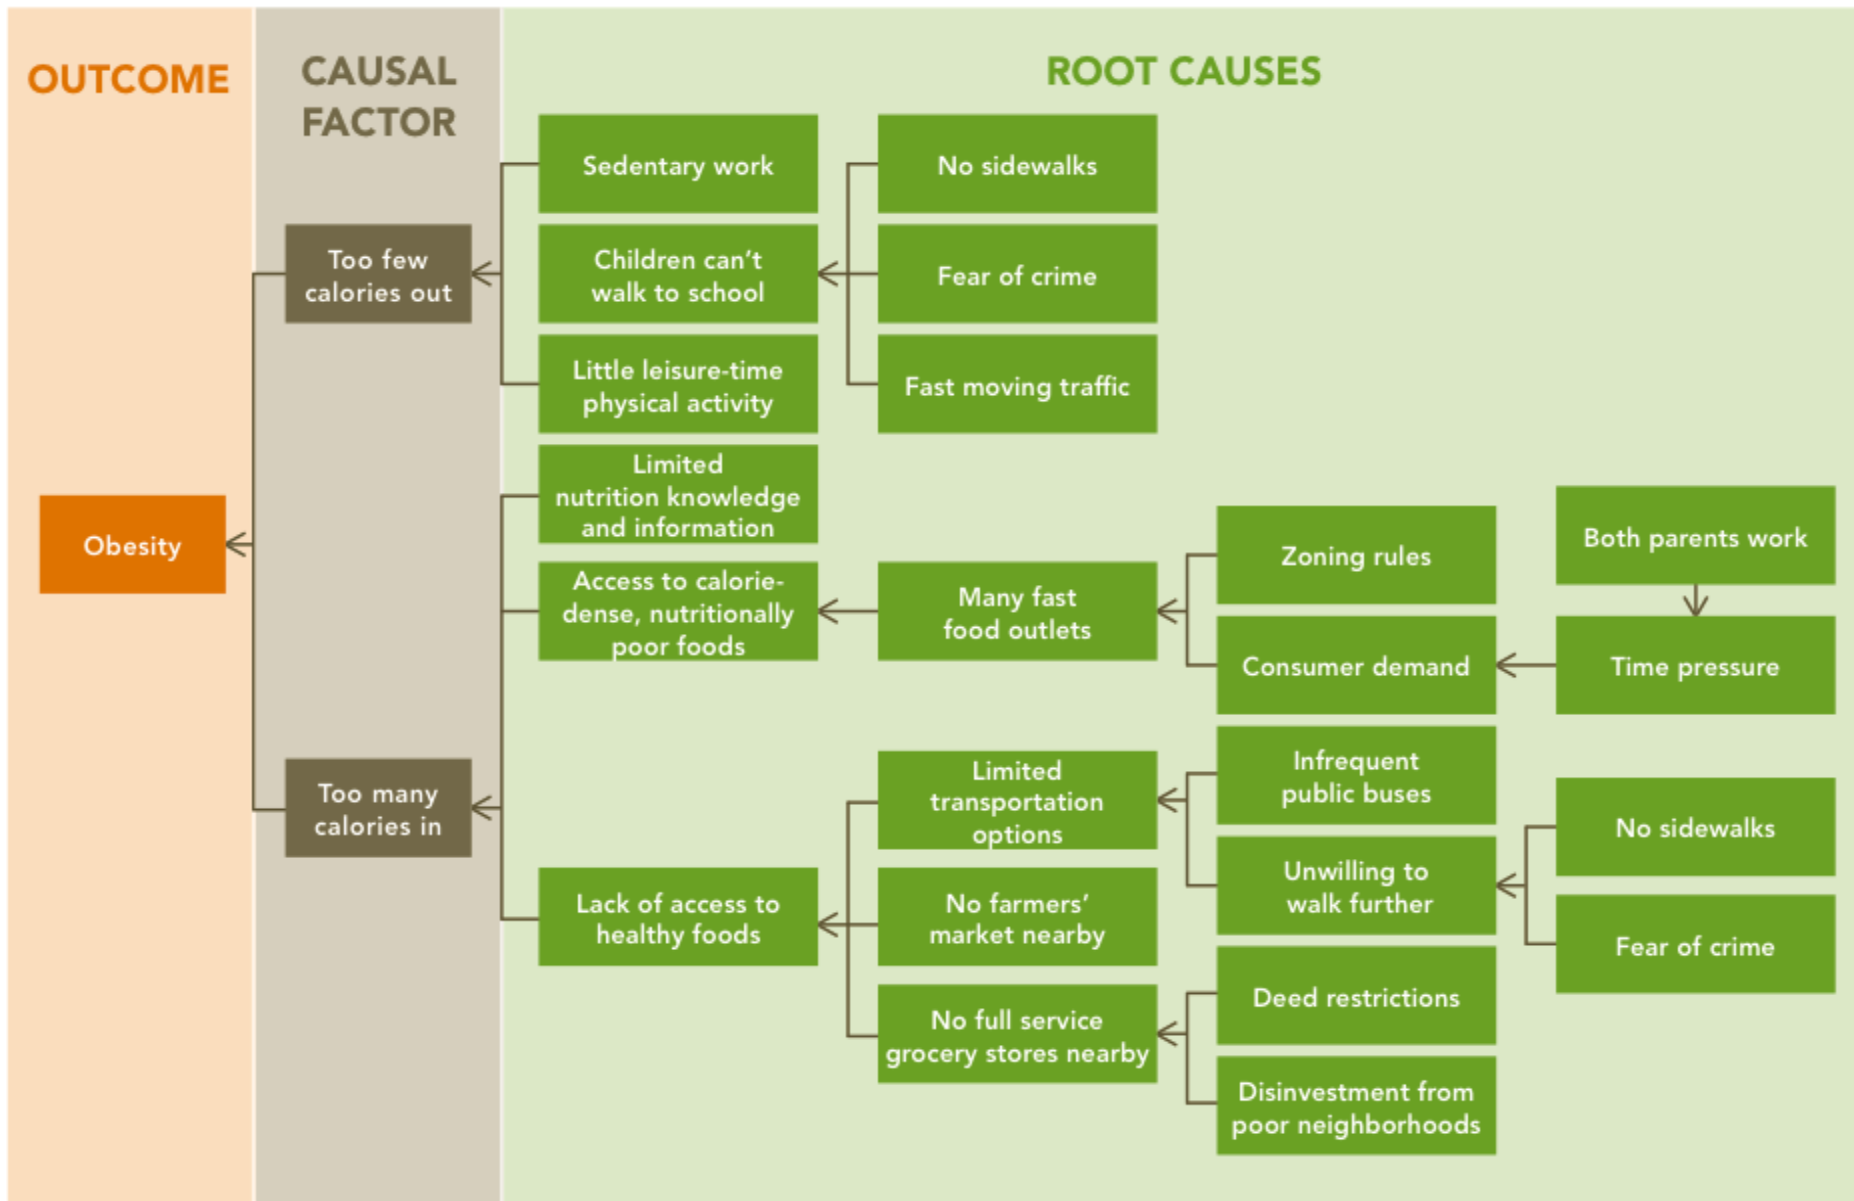 OUTCOME
CAUSAL
FACTOR
ROOT CAUSES
Obesity
Too few
calories out
Too many
calories in
Sedentary work
Children can’t
walk to school
Little leisure-time
physical activity
Limited
nutrition knowledge
and information
Access to calorie-
dense, nutritionally
poor foods
Lack of access to
healthy foods
No sidewalks
Fear of crime
Fast moving traffic
Many fast
food outlets
Limited
transportation
options
No farmers’
market nearby
No full service
grocery stores nearby
Zoning rules
Consumer demand
Infrequent
public buses
Unwilling to
walk further
Deed restrictions
Disinvestment from
poor neighborhoods
Both parents work
Time pressure
No sidewalks
Fear of crime